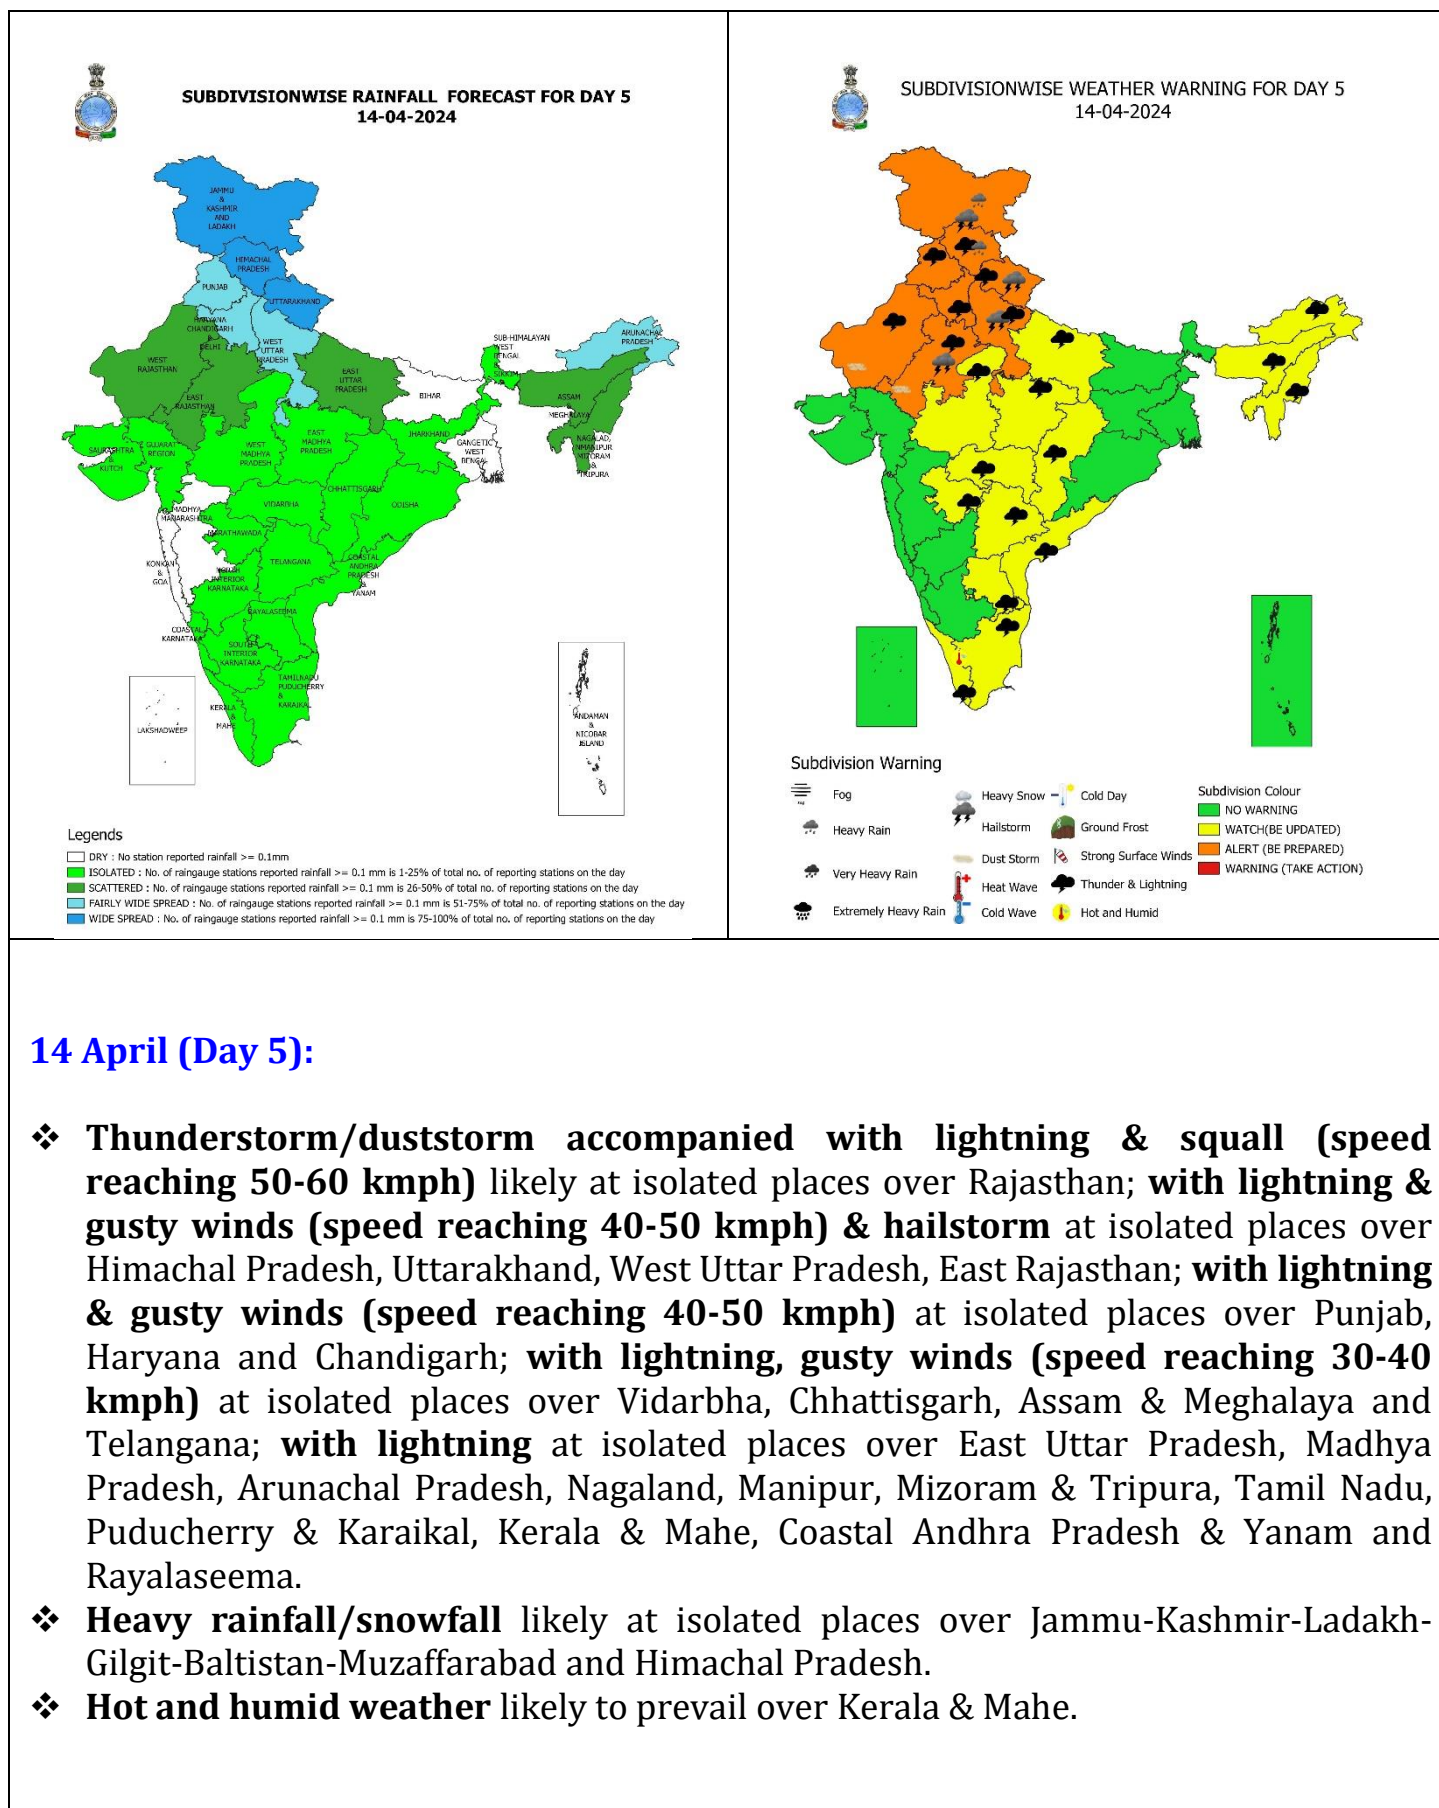 SUBDIVISIONWISE RAINFALL FORECAST FOR DAY 5
14-04-2024
JAMMU
&
KASHMIR
AND
LADAKH
HIMACHAL
PRADESH
UTTARAKHAND
PUNJAB
HARYANA
CHANDIGARH
&
DELHI
WEST
UTTAR
PRADESH
WEST
RAJASTHAN
EAST
RAJASTHAN
EAST
UTTAR
PRADESH
BIHAR
SUB-HIMALAYAN
WEST
BENGAL
&
SIKKIM
ARUNACHAL
PRADESH
ASSAM
&
MEGHALAYA
NAGALAD,
NMANIPUR
MIZORAM
&
TRIPURA
JHARKHAND
GANGETIC
WEST
BENGAL
SAURASHTRA
&
KUTCH
GUJARAT
REGION
WEST
MADHYA
PRADESH
EAST
MADHYA
PRADESH
CHHATTISGARH
ODISHA
VIDARBHA
MADHYA
MAHARASHTRA
MARATHAWADA
KONKAN
&
GOA
TELANGANA
COASTAL
ANDHRA
PRADESH
&
YANAM
NORTH
INTERIOR
KARNATAKA
RAYALASEEMA
COASTAL
KARNATAKA
SOUTH
INTERIOR
KARNATAKA
TAMILNADU
PUDUCHERRY
&
KARAIKAL
KERALA
&
MAHE
LAKSHADWEEP
ANDAMAN
&
NICOBAR
ISLAND
Legends
DRY : No station reported rainfall >= 0.1mm
ISOLATED : No. of raingauge stations reported rainfall >= 0.1 mm is 1-25% of total no. of reporting stations on the day
SCATTERED : No. of raingauge stations reported rainfall >= 0.1 mm is 26-50% of total no. of reporting stations on the day
FAIRLY WIDE SPREAD : No. of raingauge stations reported rainfall >= 0.1 mm is 51-75% of total no. of reporting stations on the day
WIDE SPREAD : No. of raingauge stations reported rainfall >= 0.1 mm is 75-100% of total no. of reporting stations on the day
SUBDIVISIONWISE WEATHER WARNING FOR DAY 5
14-04-2024
Subdivision Warning
Fog
Heavy Rain
Very Heavy Rain
Extremely Heavy Rain
Heavy Snow
Hailstorm
Dust Storm
Heat Wave
Cold Wave
Cold Day
Ground Frost
Strong Surface Winds
Thunder & Lightning
Hot and Humid
Subdivision Colour
NO WARNING
WATCH(BE UPDATED)
ALERT (BE PREPARED)
WARNING (TAKE ACTION)
14 April (Day 5):
❖ Thunderstorm/duststorm accompanied with lightning & squall (speed
reaching 50-60 kmph) likely at isolated places over Rajasthan; with lightning &
gusty winds (speed reaching 40-50 kmph) & hailstorm at isolated places over
Himachal Pradesh, Uttarakhand, West Uttar Pradesh, East Rajasthan; with lightning
& gusty winds (speed reaching 40-50 kmph) at isolated places over Punjab,
Haryana and Chandigarh; with lightning, gusty winds (speed reaching 30-40
kmph) at isolated places over Vidarbha, Chhattisgarh, Assam & Meghalaya and
Telangana; with lightning at isolated places over East Uttar Pradesh, Madhya
Pradesh, Arunachal Pradesh, Nagaland, Manipur, Mizoram & Tripura, Tamil Nadu,
Puducherry & Karaikal, Kerala & Mahe, Coastal Andhra Pradesh & Yanam and
Rayalaseema.
❖ Heavy rainfall/snowfall likely at isolated places over Jammu-Kashmir-Ladakh-
Gilgit-Baltistan-Muzaffarabad and Himachal Pradesh.
❖ Hot and humid weather likely to prevail over Kerala & Mahe.